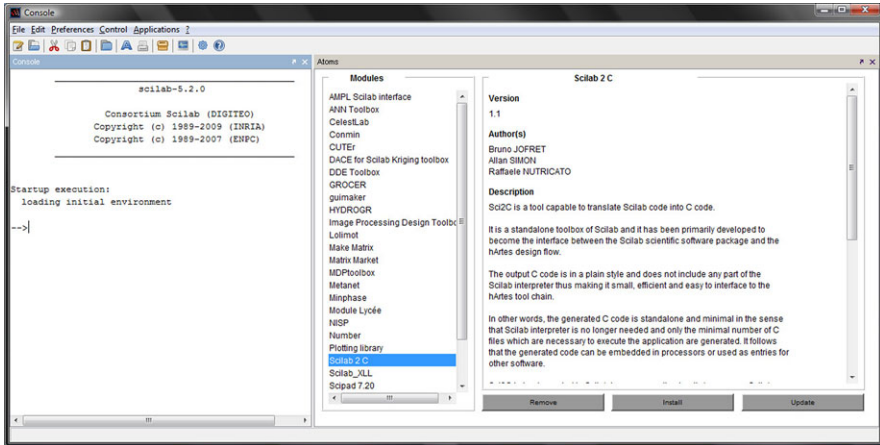 Console
File Edit Preferences Control Applications ?
Console
scilab-5.2.0
Consortium Scilab (DIGITEO)
Copyright (c) 1989-2009 (INRIA)
Copyright (c) 1989-2007 (ENPC)
Startup execution:
loading initial environment
-->
Atoms
Modules
AMPL Scilab interface
ANN Toolbox
CelestLab
Conmin
CUTEr
DACE for Scilab Kriging toolbox
DDE Toolbox
GROCER
guimaker
HYDROGR
Image Processing Design Toolbo
Lolimot
Make Matrix
Matrix Market
MDPtoolbox
Metanet
Minphase
Module Lycée
NISP
Number
Plotting library
Scilab 2 C
Scilab_XLL
Scipad 7.20
Scilab 2 C
Version
1.1
Author(s)
Bruno JOFRET
Allan SIMON
Raffaele NUTRICATO
Description
Sci2C is a tool capable to translate Scilab code into C code.
It is a standalone toolbox of Scilab and it has been primarily developed to
become the interface between the Scilab scientific software package and the
hArtes design flow.
The output C code is in a plain style and does not include any part of the
Scilab interpreter thus making it small, efficient and easy to interface to the
hArtes tool chain.
In other words, the generated C code is standalone and minimal in the sense
that Scilab interpreter is no longer needed and only the minimal number of C
files which are necessary to execute the application are generated. It follows
that the generated code can be embedded in processors or used as entries for
other software.
Remove Install Update